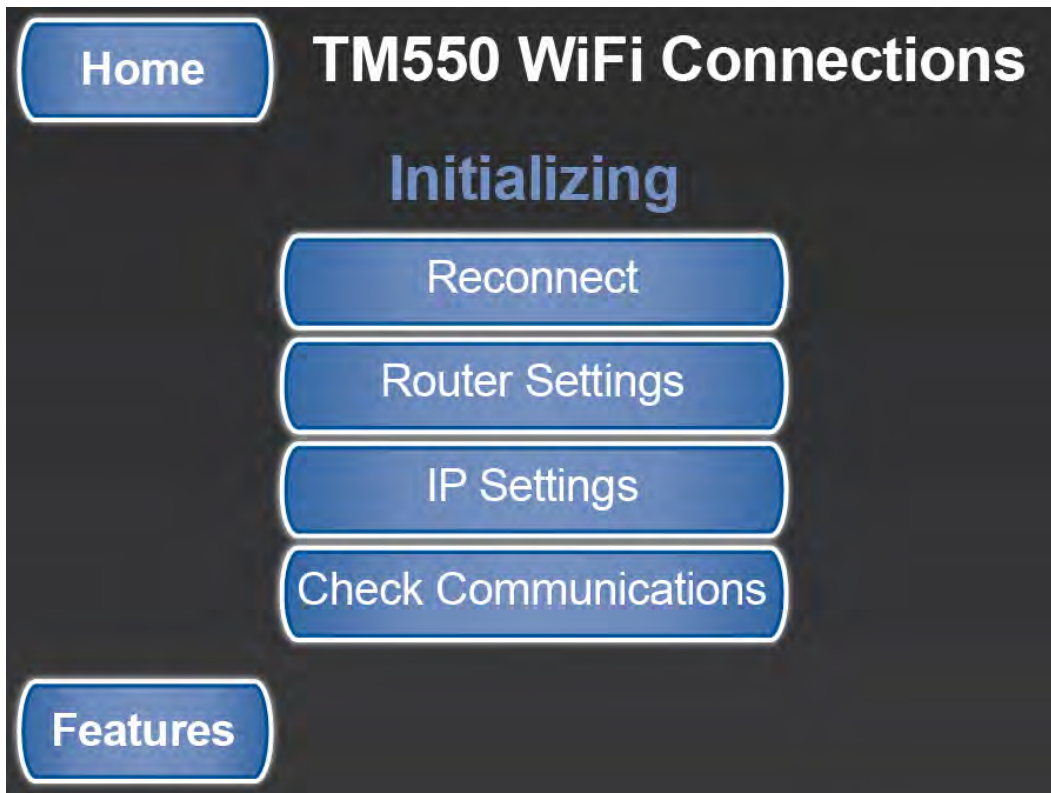 Home
TM550 WiFi Connections
Initializing
Reconnect
Router Settings
IP Settings
Check Communications
Features